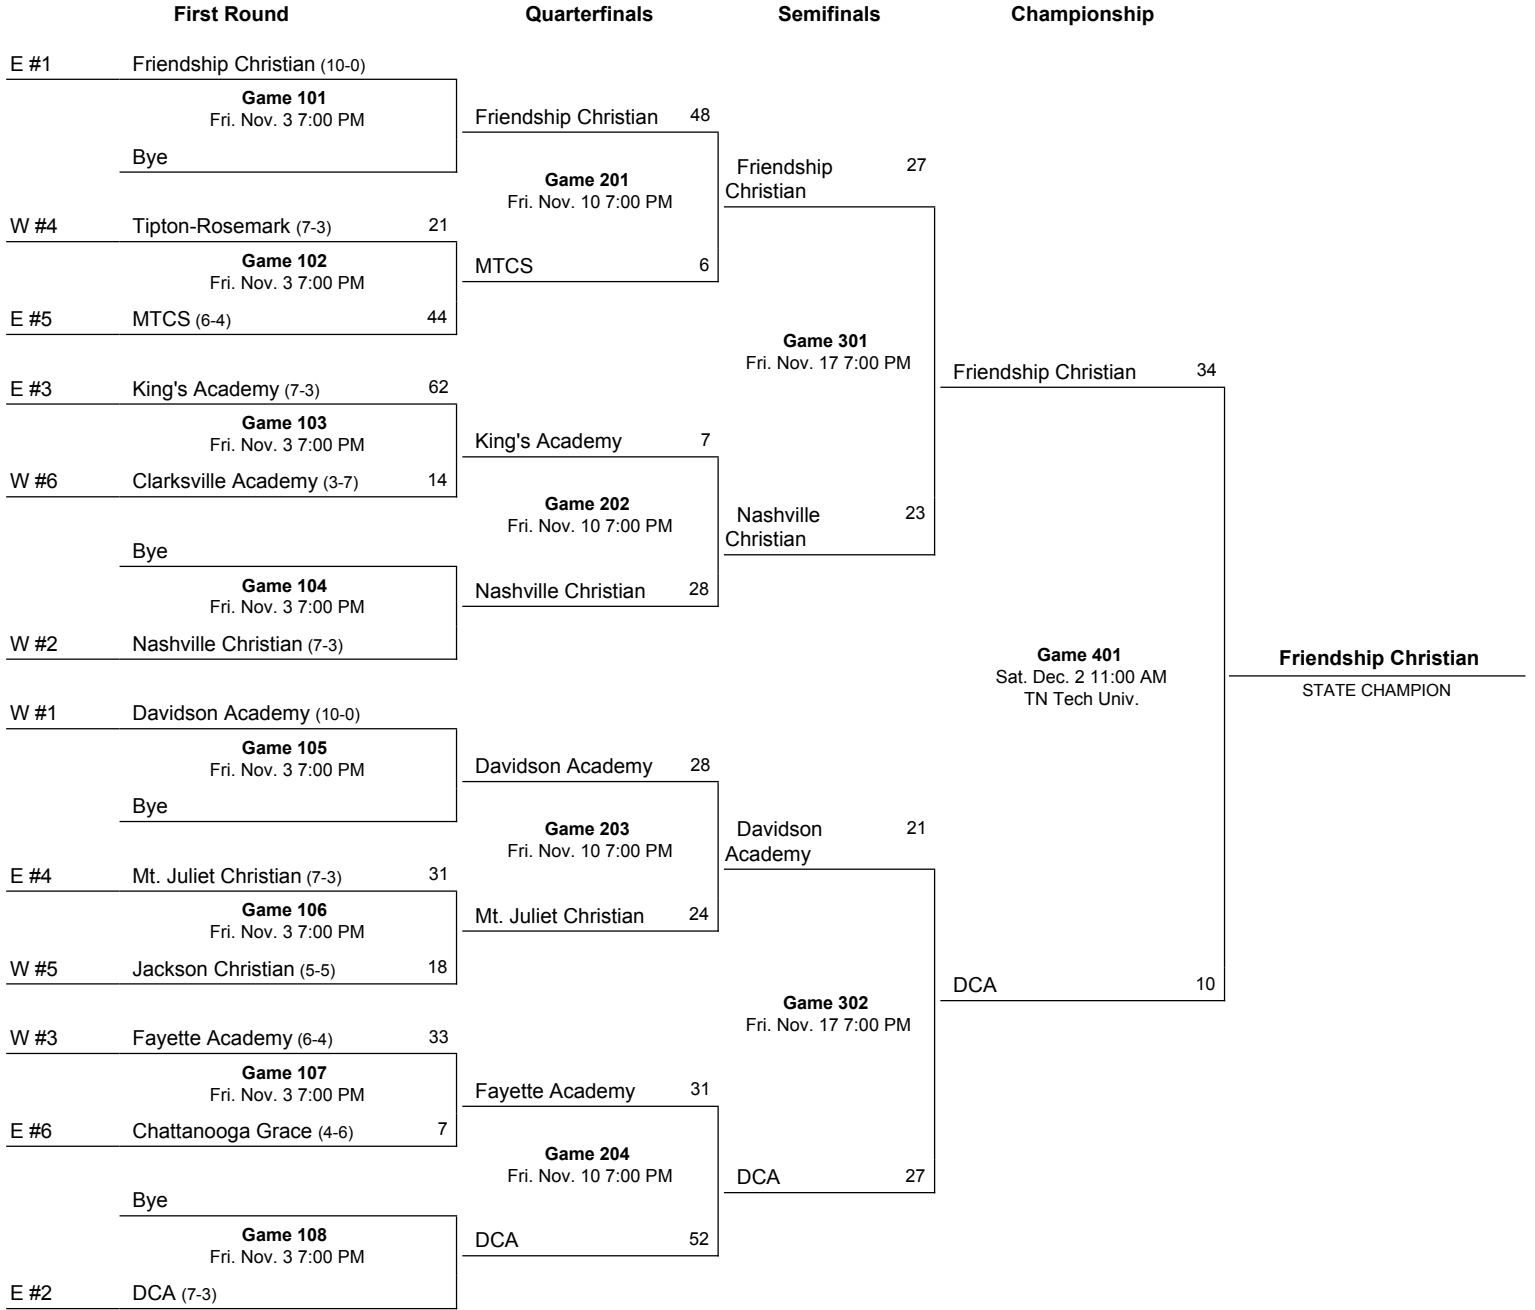 First Round
Quarterfinals
Semifinals
Championship
E #1 Friendship Christian (10-0)
Game 101
Fri. Nov. 3 7:00 PM
Bye
W #4 Tipton-Rosemark (7-3) 21
Game 102
Fri. Nov. 3 7:00 PM
E #5 MTCS (6-4) 44
E #3 King's Academy (7-3) 62
Game 103
Fri. Nov. 3 7:00 PM
W #6 Clarksville Academy (3-7) 14
Bye
Game 104
Fri. Nov. 3 7:00 PM
W #2 Nashville Christian (7-3)
W #1 Davidson Academy (10-0)
Game 105
Fri. Nov. 3 7:00 PM
Bye
E #4 Mt. Juliet Christian (7-3) 31
Game 106
Fri. Nov. 3 7:00 PM
W #5 Jackson Christian (5-5) 18
W #3 Fayette Academy (6-4) 33
Game 107
Fri. Nov. 3 7:00 PM
E #6 Chattanooga Grace (4-6) 7
Bye
Game 108
Fri. Nov. 3 7:00 PM
E #2 DCA (7-3)
Friendship Christian 48
Game 201
Fri. Nov. 10 7:00 PM
MTCS 6
King's Academy 7
Game 202
Fri. Nov. 10 7:00 PM
Nashville Christian 28
Davidson Academy 28
Game 203
Fri. Nov. 10 7:00 PM
Mt. Juliet Christian 24
Fayette Academy 31
Game 204
Fri. Nov. 10 7:00 PM
DCA 52
Friendship 27
Christian
Game 301
Fri. Nov. 17 7:00 PM
Nashville 23
Christian
Davidson 21
Academy
Game 302
Fri. Nov. 17 7:00 PM
DCA 27
Friendship Christian 34
Game 401
Sat. Dec. 2 11:00 AM
TN Tech Univ.
DCA 10
Friendship Christian
STATE CHAMPION